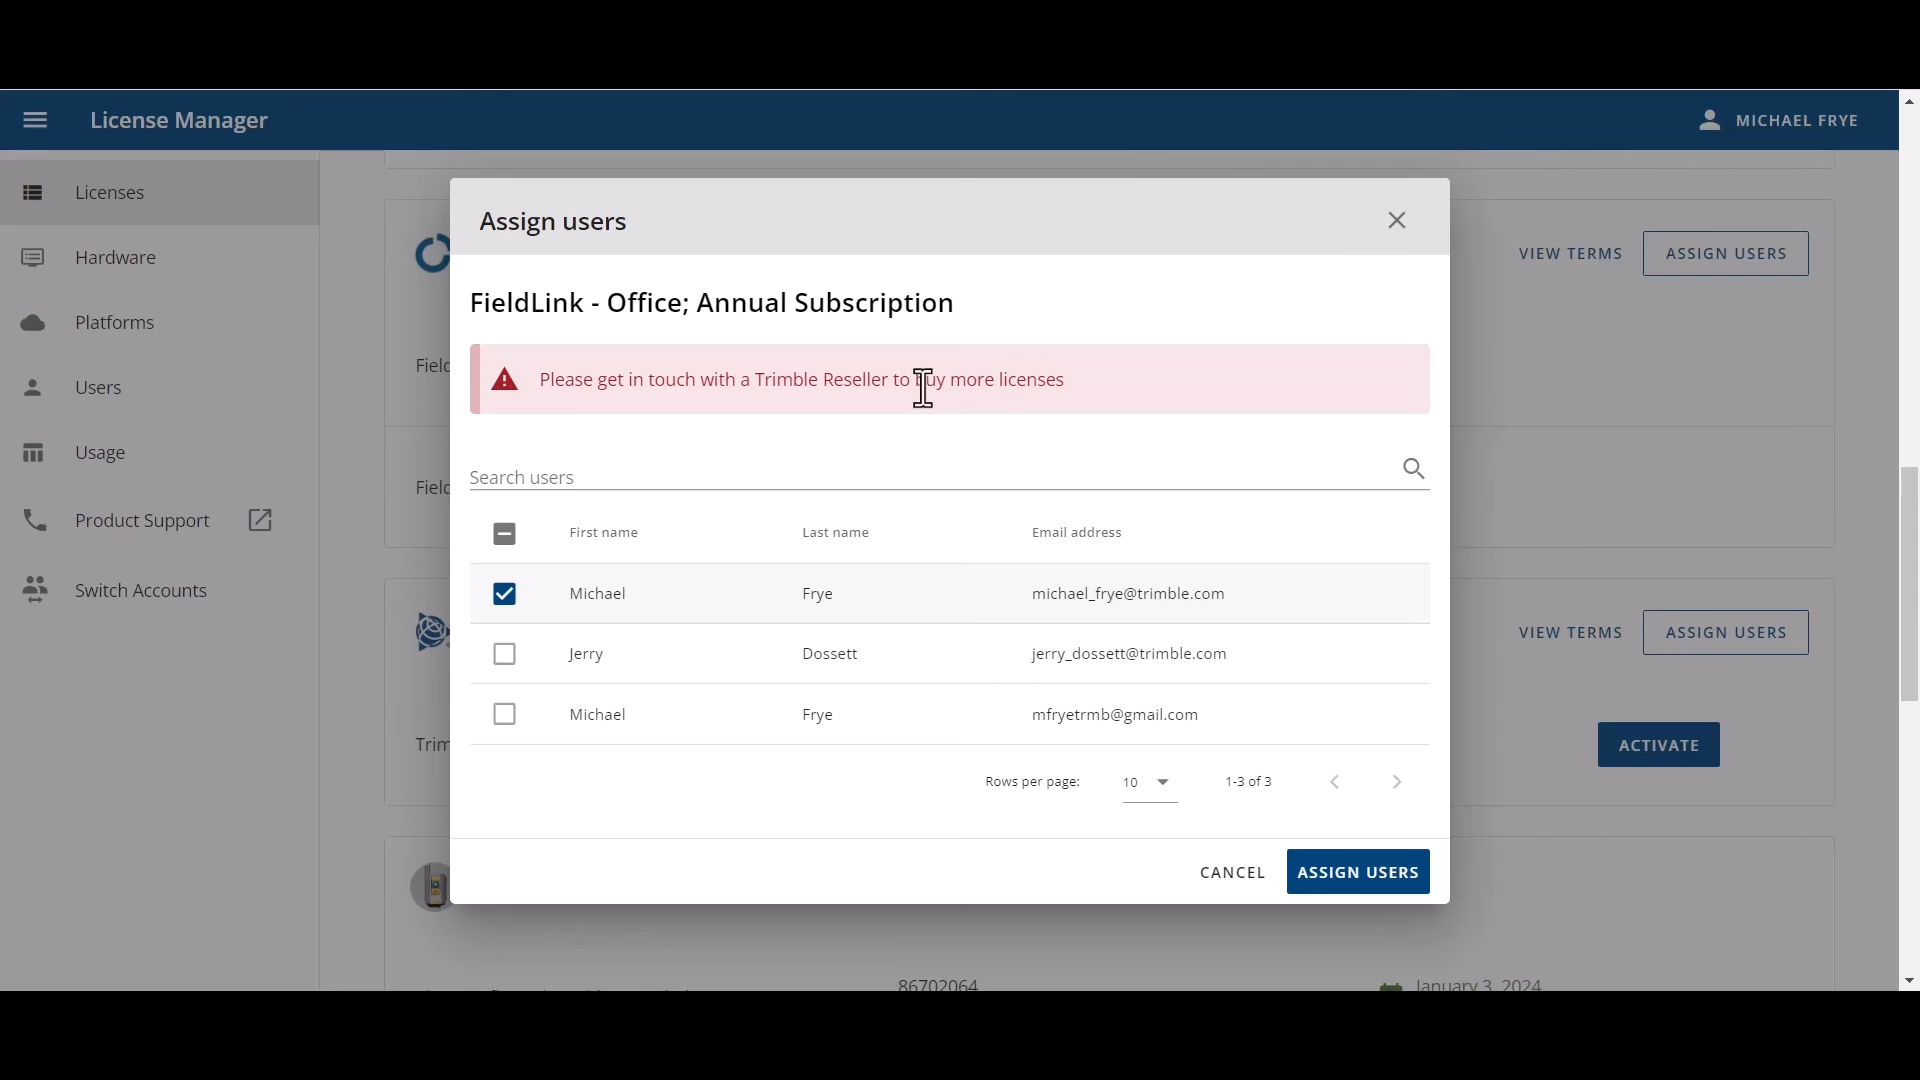 License Manager
MICHAEL FRYE
Licenses
Hardware
Platforms
Users
Usage
Product Support
Switch Accounts
VIEW TERMS
ASSIGN USERS
Field
Field
VIEW TERMS
ASSIGN USERS
Trim
ACTIVATE
86702064
January 3, 2024
Assign users
FieldLink - Office; Annual Subscription
Please get in touch with a Trimble Reseller to buy more licenses
Search users
First name Last name Email address
Michael Frye michael_frye@trimble.com
Jerry Dossett jerry_dossett@trimble.com
Michael Frye mfryetrmb@gmail.com
Rows per page: 10 1-3 of 3
CANCEL
ASSIGN USERS